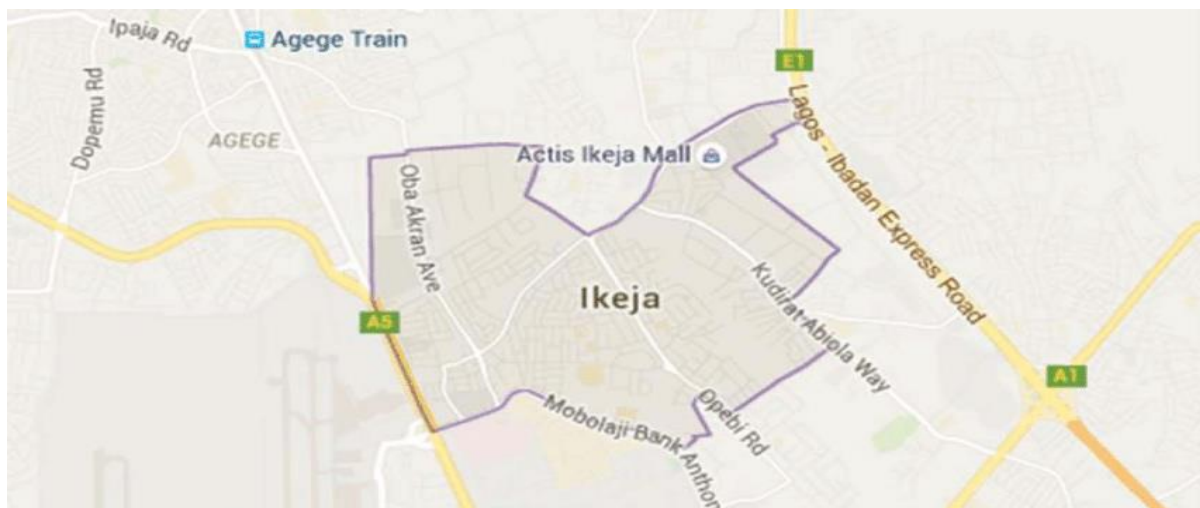 Ipaja Rd
Agege Train
E1
Dopemu Rd
AGEGE
Actis Ikeja Mall
Lagos - Ibadan Express Road
Oba Akran Ave
Ikeja
Kudirat Abiola Way
A5
A1
Opebi Rd
Mobolaji Bank Anthon